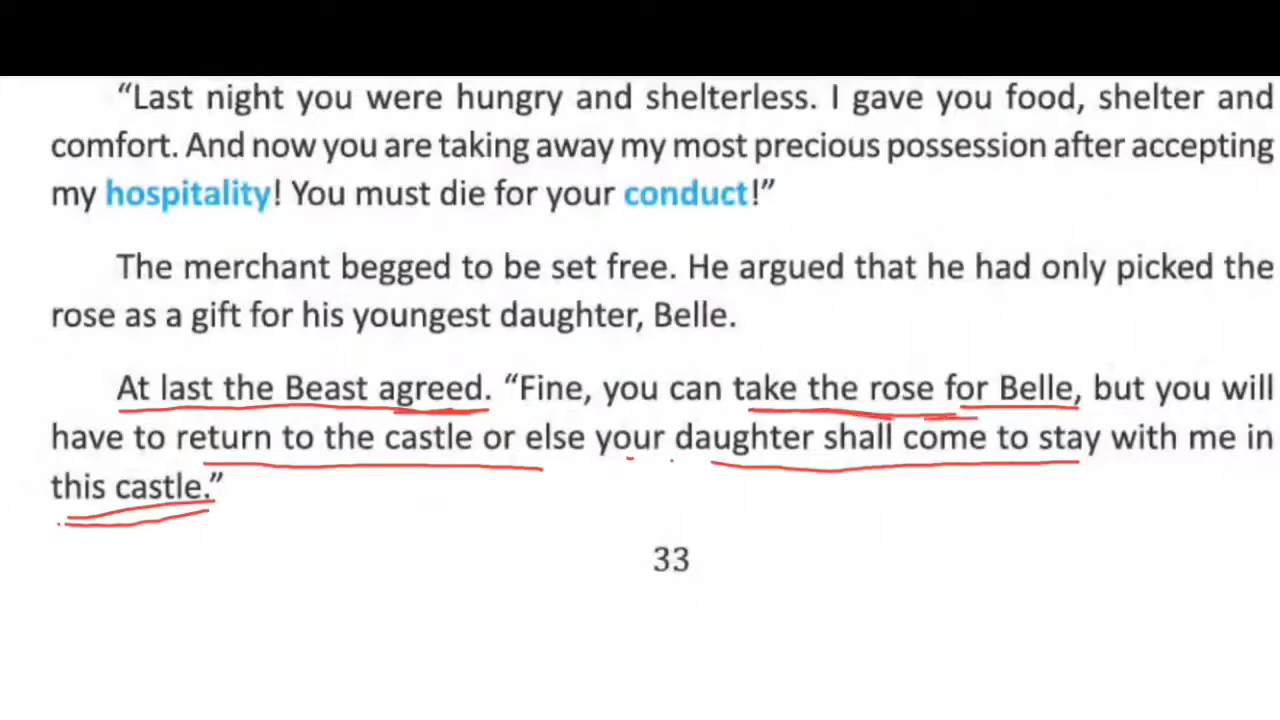 “Last night you were hungry and shelterless. I gave you food, shelter and
comfort. And now you are taking away my most precious possession after accepting
my hospitality! You must die for your conduct!”
The merchant begged to be set free. He argued that he had only picked the
rose as a gift for his youngest daughter, Belle.
At last the Beast agreed. “Fine, you can take the rose for Belle, but you will
have to return to the castle or else your daughter shall come to stay with me in
this castle.”
33